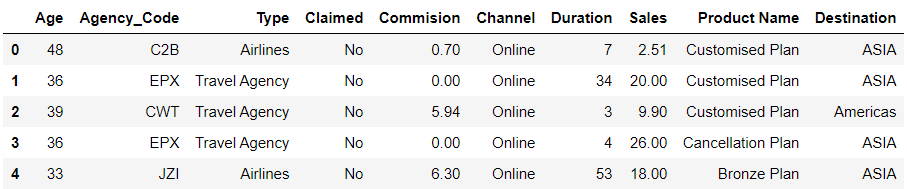 Age Agency_Code Type Claimed Commision Channel Duration Sales Product Name Destination
0 48 C2B Airlines No 0.70 Online 7 2.51 Customised Plan ASIA
1 36 EPX Travel Agency No 0.00 Online 34 20.00 Customised Plan ASIA
2 39 CWT Travel Agency No 5.94 Online 3 9.90 Customised Plan Americas
3 36 EPX Travel Agency No 0.00 Online 4 26.00 Cancellation Plan ASIA
4 33 JZI Airlines No 6.30 Online 53 18.00 Bronze Plan ASIA